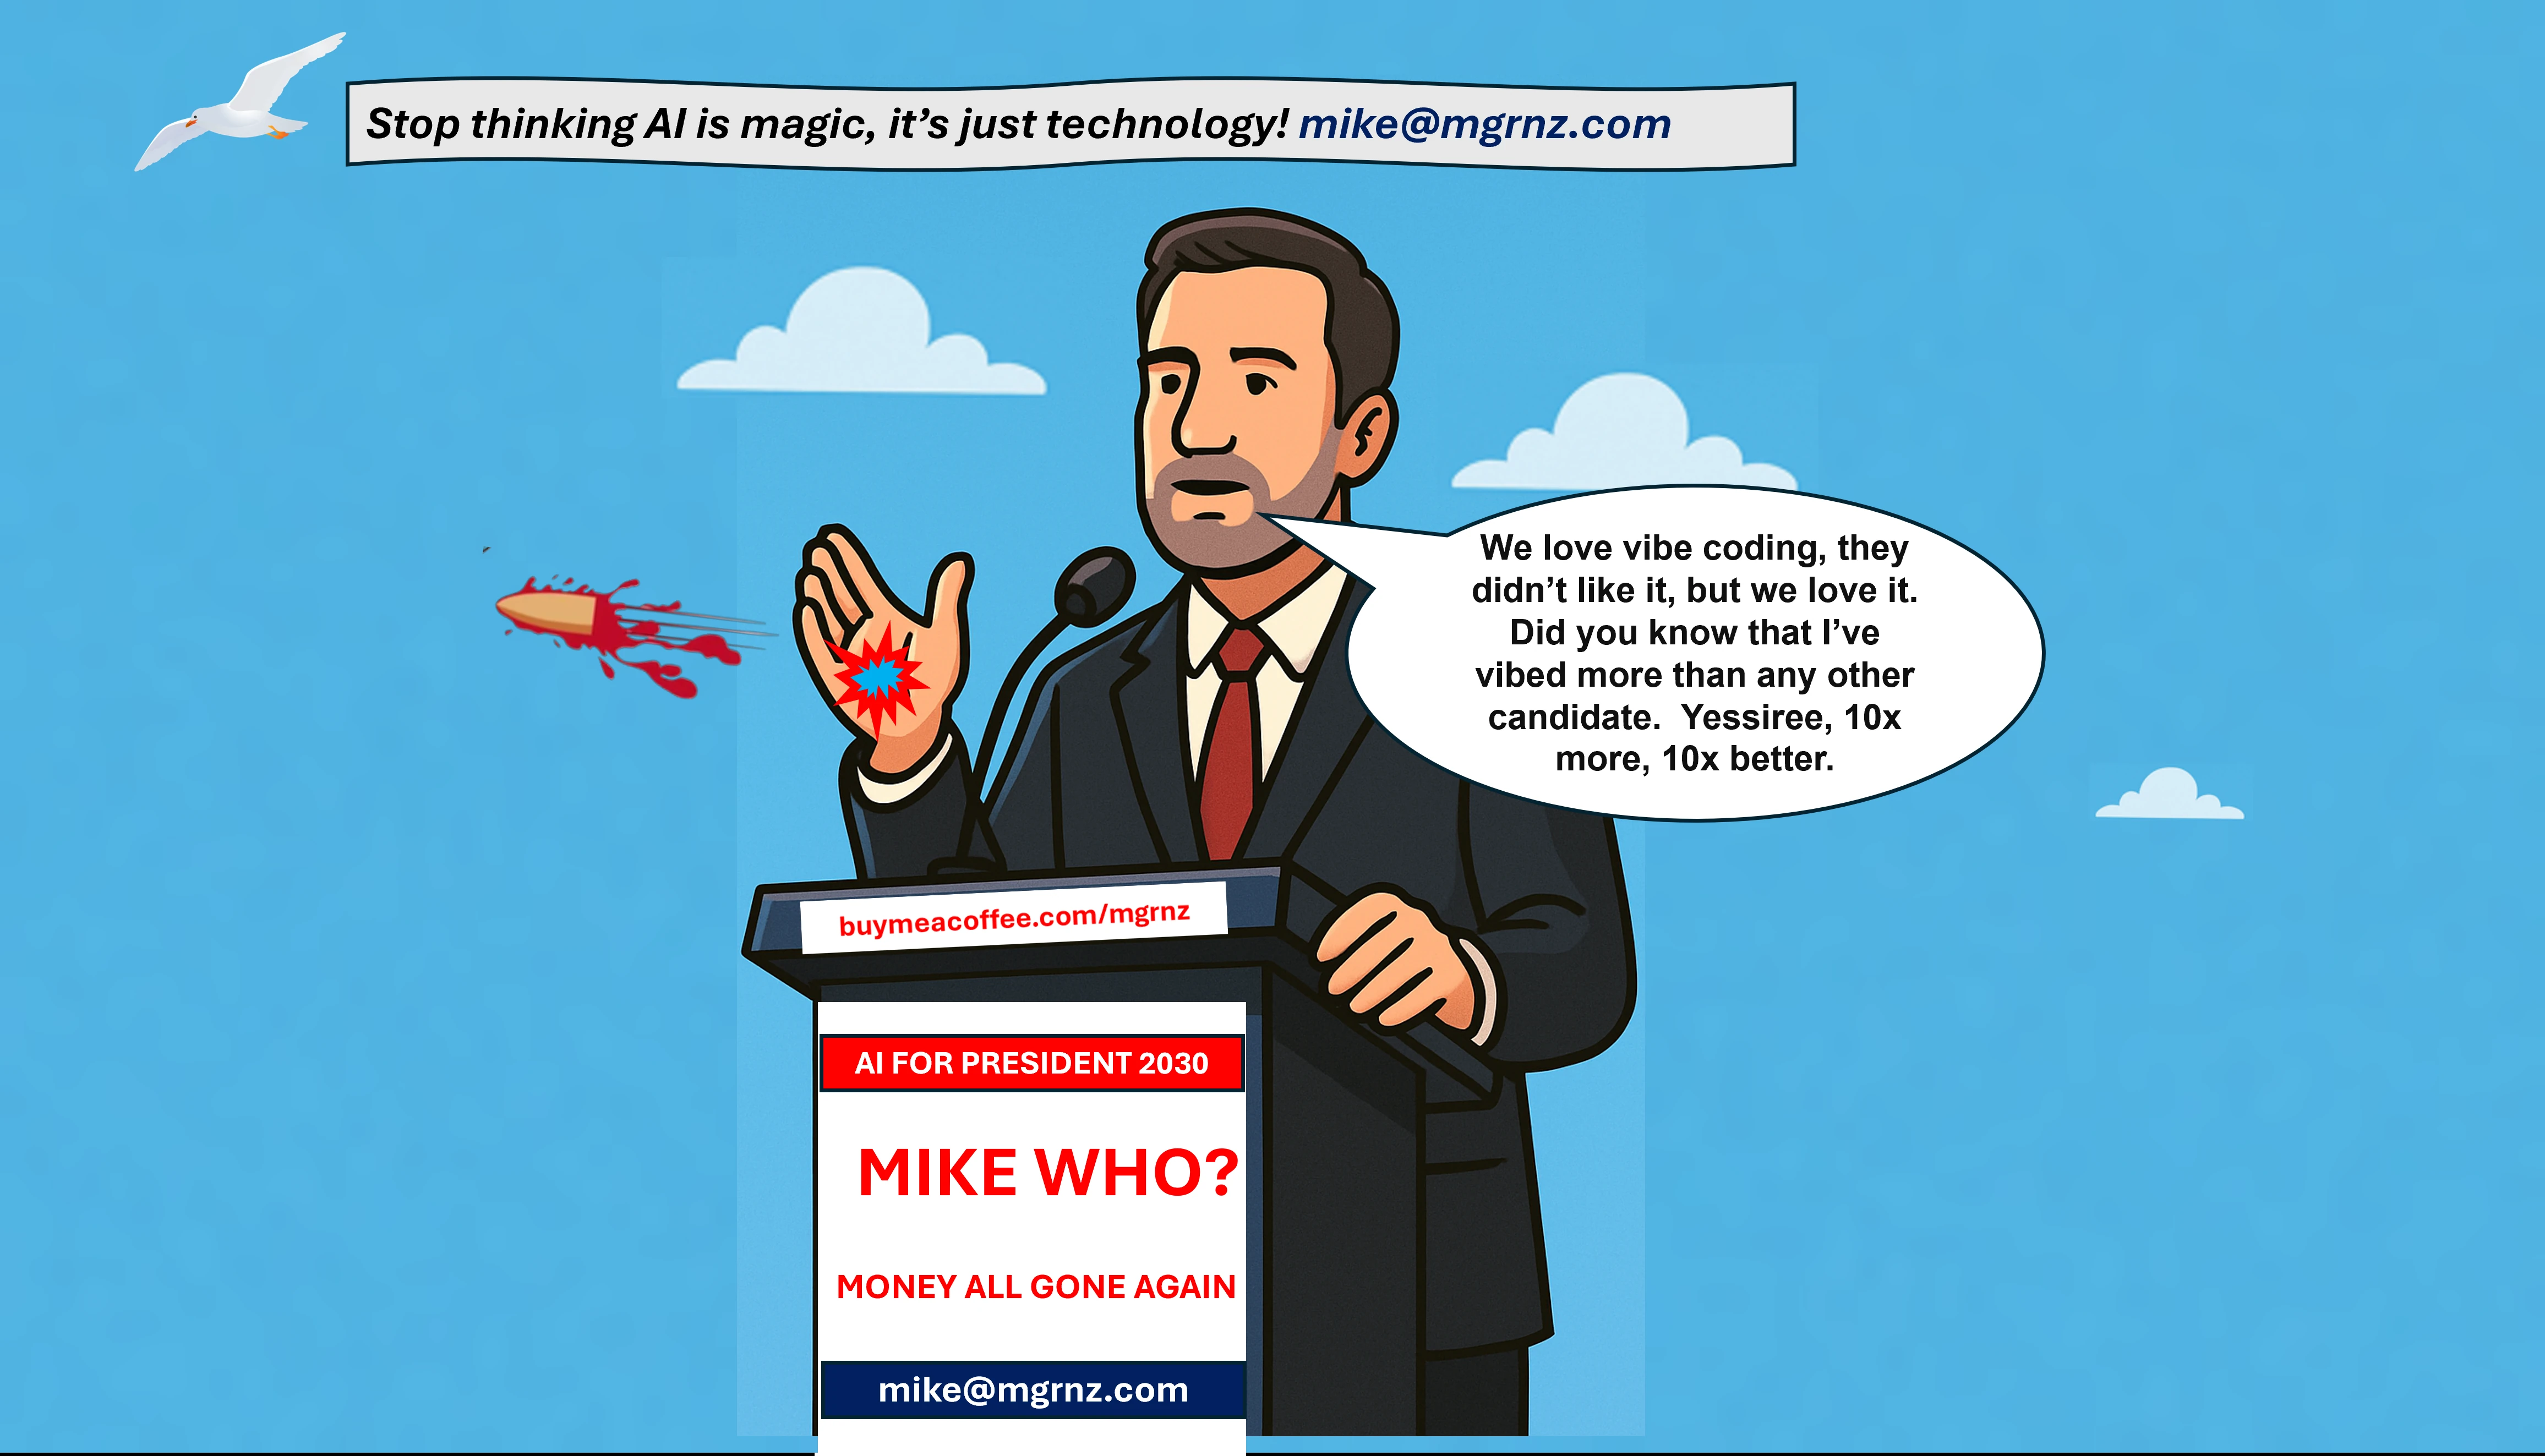 Stop thinking AI is magic, it’s just technology! mike@mgrnz.com
We love vibe coding, they
didn’t like it, but we love it.
Did you know that I’ve
vibed more than any other
candidate.  Yessiree, 10x
more, 10x better.
buymeacoffee.com/mgrnz
AI FOR PRESIDENT 2030
MIKE WHO?
MONEY ALL GONE AGAIN
mike@mgrnz.com